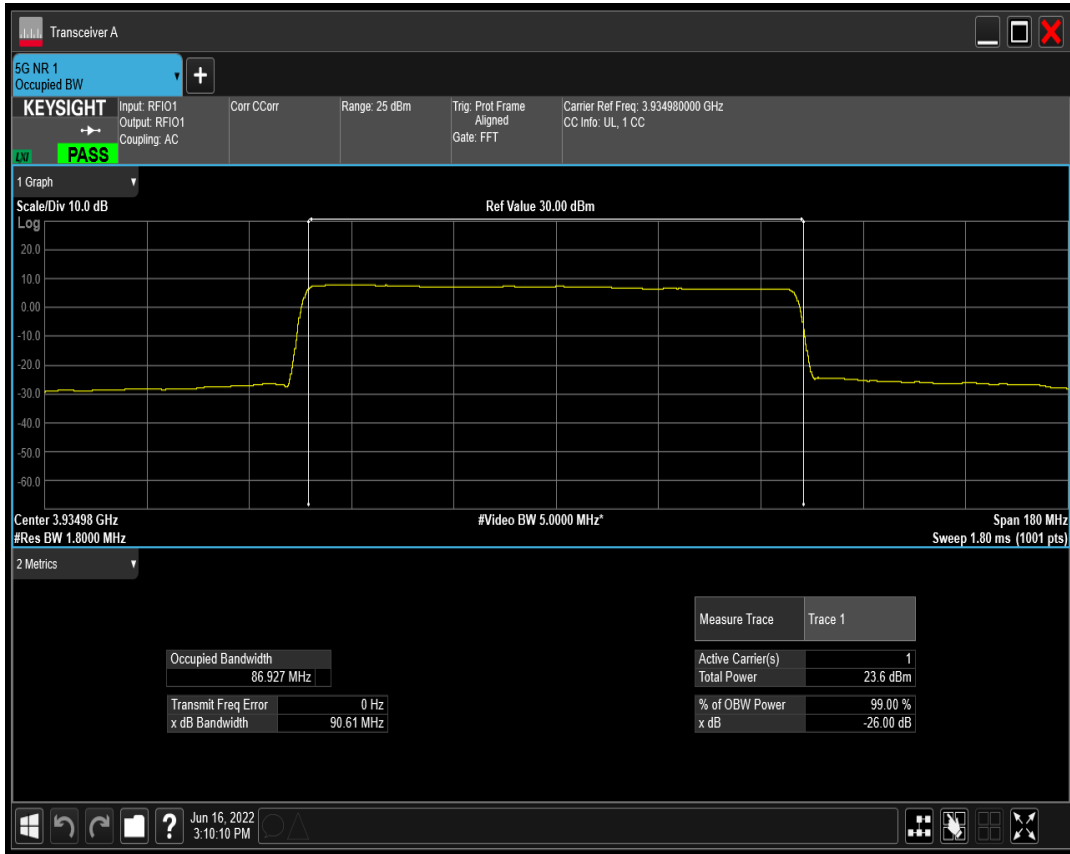 Transceiver A
5G NR 1
Occupied BW
+
KEYSIGHT
Input: RFIO1
Output: RFIO1
Coupling: AC
Corr CCorr
Range: 25 dBm
Trig: Prot Frame
Aligned
Gate: FFT
Carrier Ref Freq: 3.934980000 GHz
CC Info: UL, 1 CC
LXI
PASS
1 Graph
Scale/Div 10.0 dB
Ref Value 30.00 dBm
Log
20.0
10.0
0.00
-10.0
-20.0
-30.0
-40.0
-50.0
-60.0
Center 3.93498 GHz
#Video BW 5.0000 MHz*
Span 180 MHz
#Res BW 1.8000 MHz
Sweep 1.80 ms (1001 pts)
2 Metrics
Measure Trace Trace 1
Occupied Bandwidth
86.927 MHz
Active Carrier(s) 1
Total Power 23.6 dBm
Transmit Freq Error 0 Hz
x dB Bandwidth 90.61 MHz
% of OBW Power 99.00 %
x dB -26.00 dB
?
Jun 16, 2022
3:10:10 PM